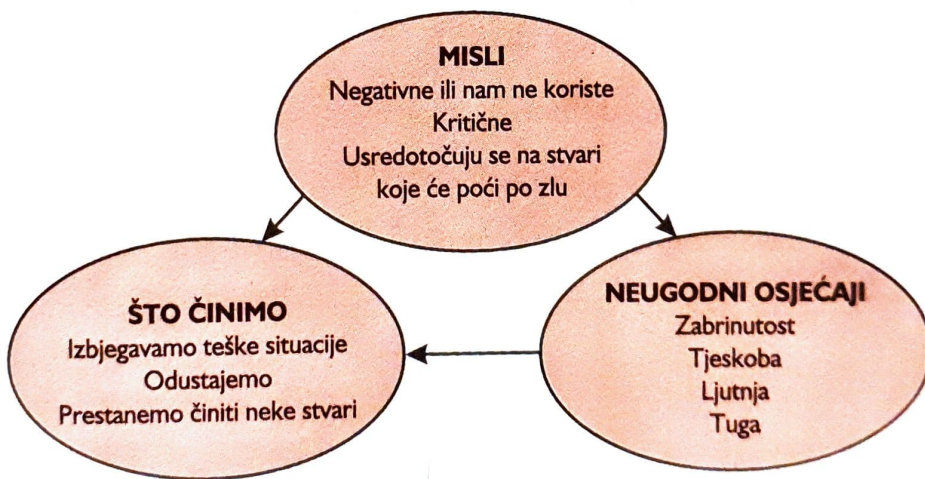 MISLI
Negativne ili nam ne koriste
Kritične
Usredotočuju se na stvari
koje će poći po zlu
ŠTO ČINIMO
Izbjegavamo teške situacije
Odustajemo
Prestanemo činiti neke stvari
NEUGODNI OSJEĆAJI
Zabrinutost
Tjeskoba
Ljutnja
Tuga